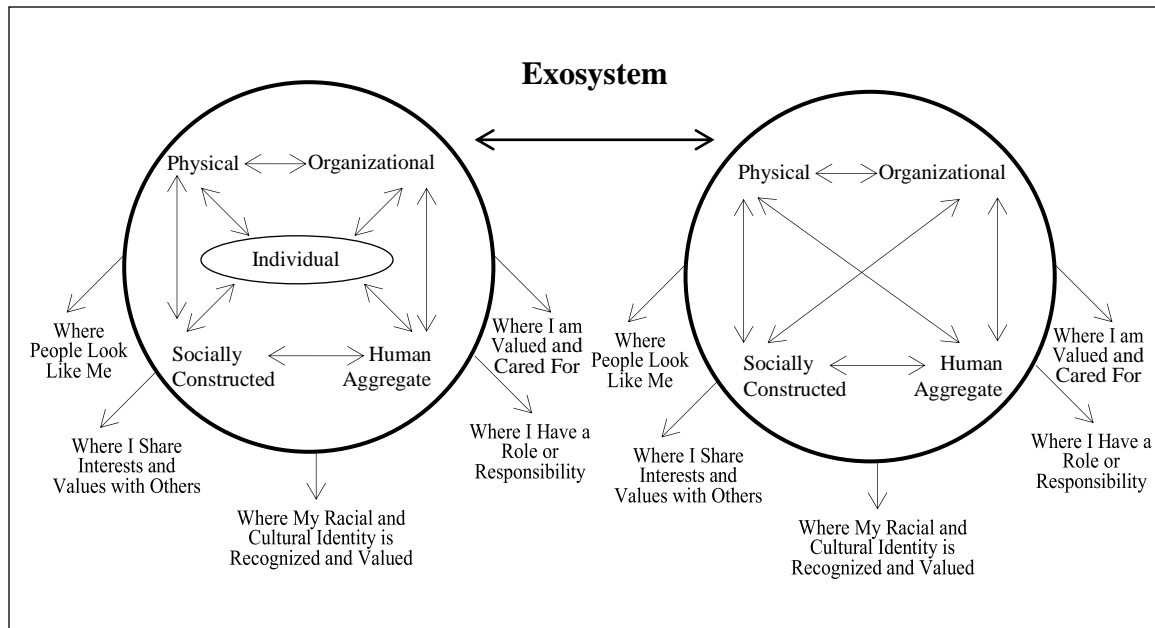 Exosystem
Physical
Organizational
Individual
Socially
Constructed
Human
Aggregate
Where
People Look
Like Me
Where I Share
Interests and
Values with Others
Where My Racial and
Cultural Identity is
Recognized and Valued
Where I am
Valued and
Cared For
Where I Have a
Role or
Responsibility
Physical
Organizational
Socially
Constructed
Human
Aggregate
Where
People Look
Like Me
Where I Share
Interests and
Values with Others
Where My Racial and
Cultural Identity is
Recognized and Valued
Where I am
Valued and
Cared For
Where I Have a
Role or
Responsibility